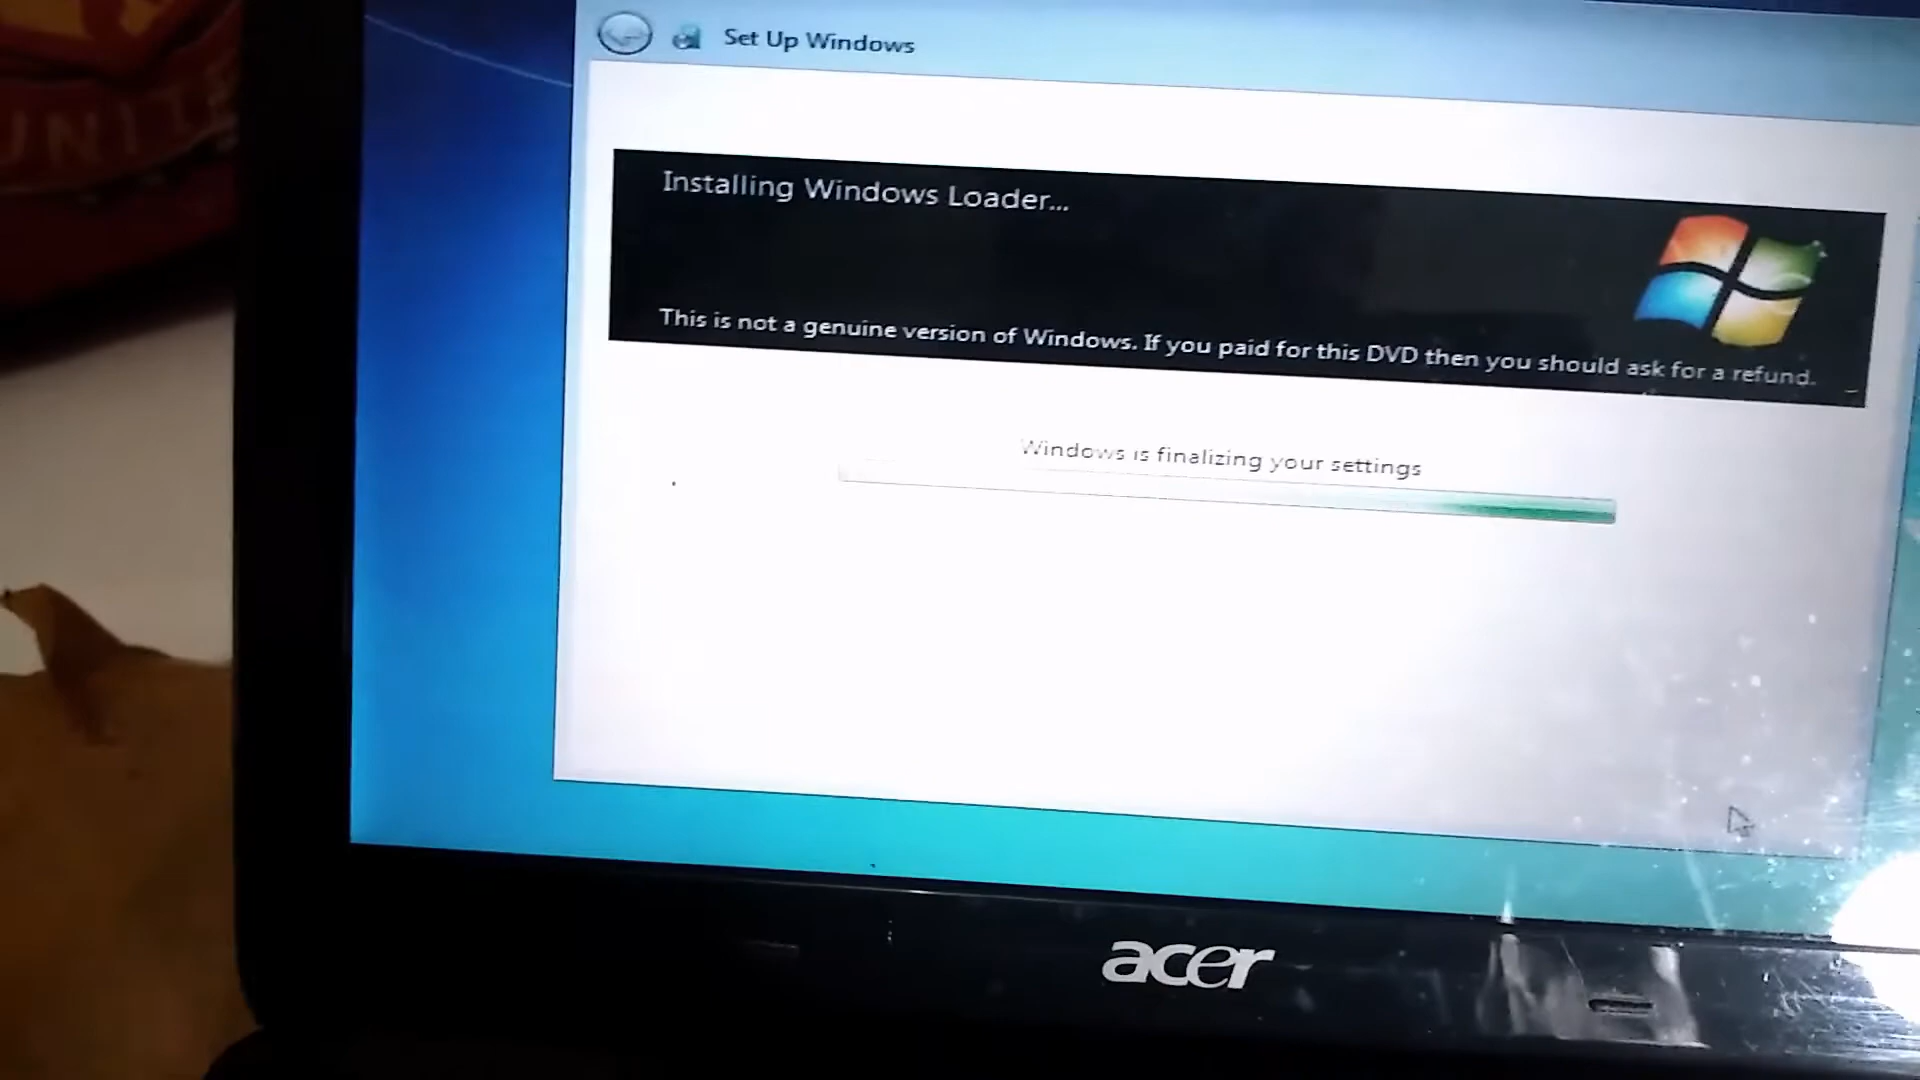 UNITE
Set Up Windows
Installing Windows Loader...
This is not a genuine version of Windows. If you paid for this DVD then you should ask for a refund.
Windows is finalizing your settings
acer